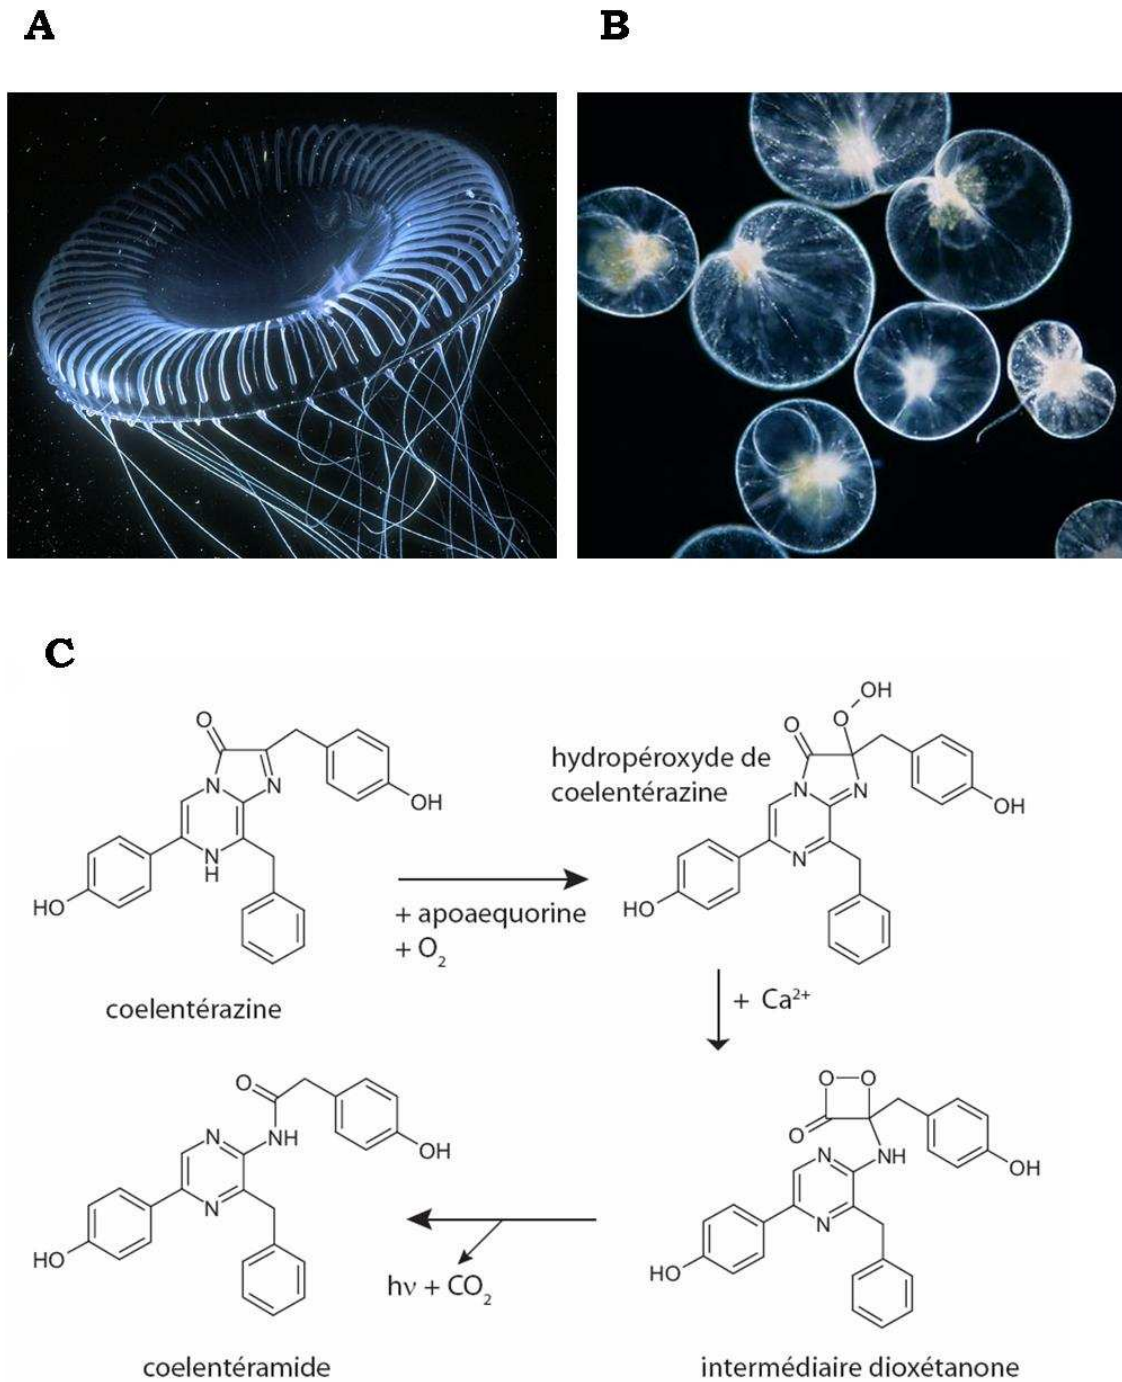 A
B
C
O
N
N
OH
HO
N
H
coelentérazine
+ apoaequorine
+ O2
hydropéroxyde de
coelentérazine
OH
O
O
N
N
OH
N
HO
+ Ca2+
O
O
O
NH
N
OH
N
HO
intermédiaire dioxétanone
hν + CO2
O
N
NH
OH
N
HO
coelentéramide